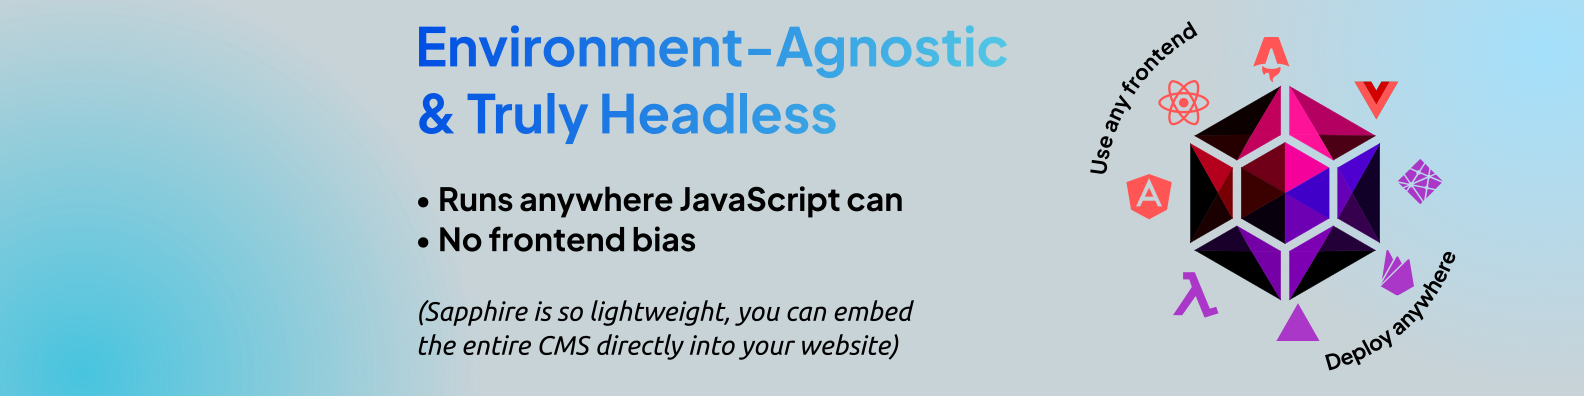 Environment-Agnostic
& Truly Headless
• Runs anywhere JavaScript can
• No frontend bias
(Sapphire is so lightweight, you can embed
the entire CMS directly into your website)
Use any frontend
Deploy anywhere